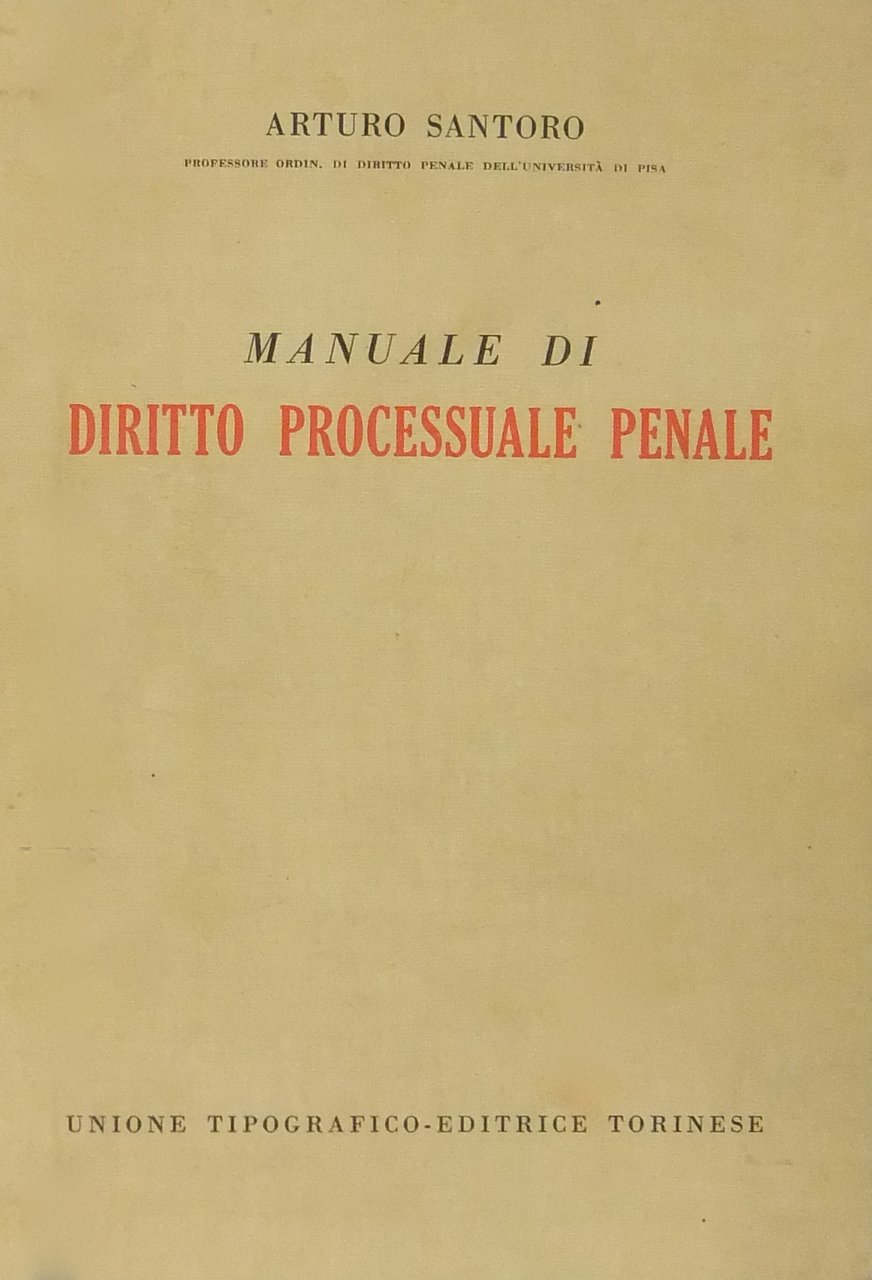 ARTURO SANTORO
PROFESSORE ORDIN. DI DIRITTO PENALE DELL'UNIVERSITÀ DI PISA
MANUALE DI
DIRITTO PROCESSUALE PENALE
UNIONE TIPOGRAFICO-EDITRICE TORINESE